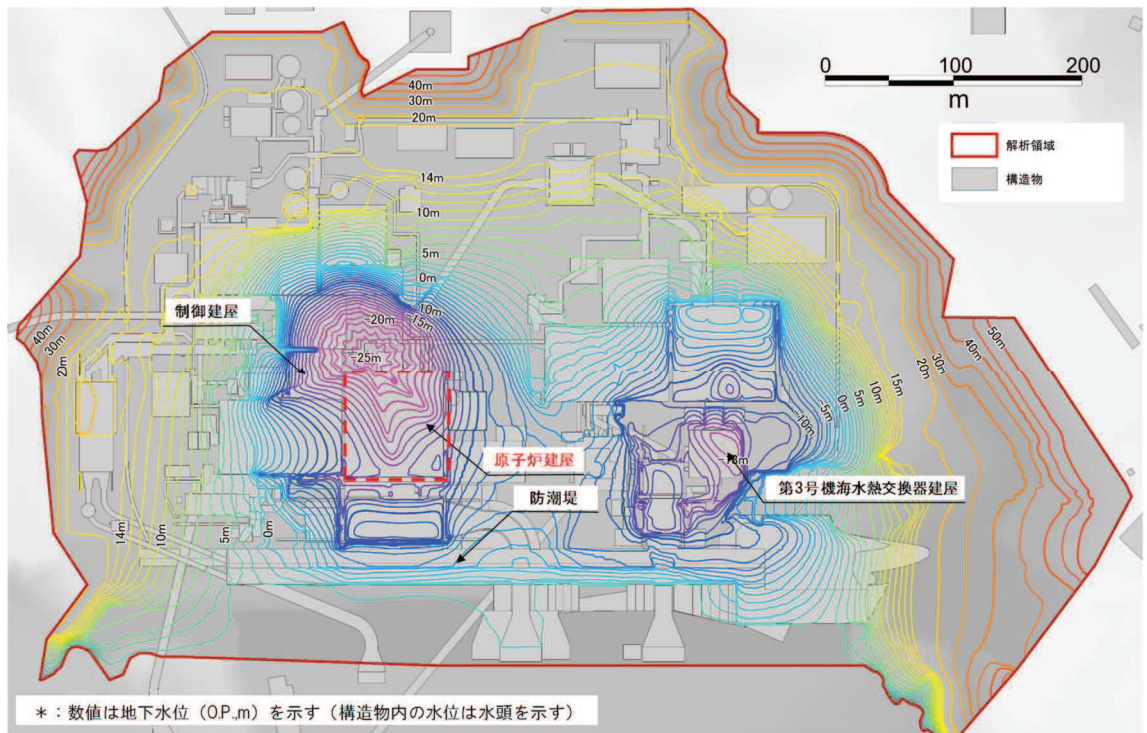 0 100 200
m
解析領域
構造物
40m
30m
20m
14m
10m
5m
0m
-10m
-15m
-20m
-25m
制御建屋
40m
30m
20m
原子炉建屋
防潮堤
第3号機海水熱交換器建屋
14m
10m
5m
0m
-10m
-5m
0m
5m
10m
15m
20m
30m
40m
50m
*：数値は地下水位（O.P.,m）を示す（構造物内の水位は水頭を示す）